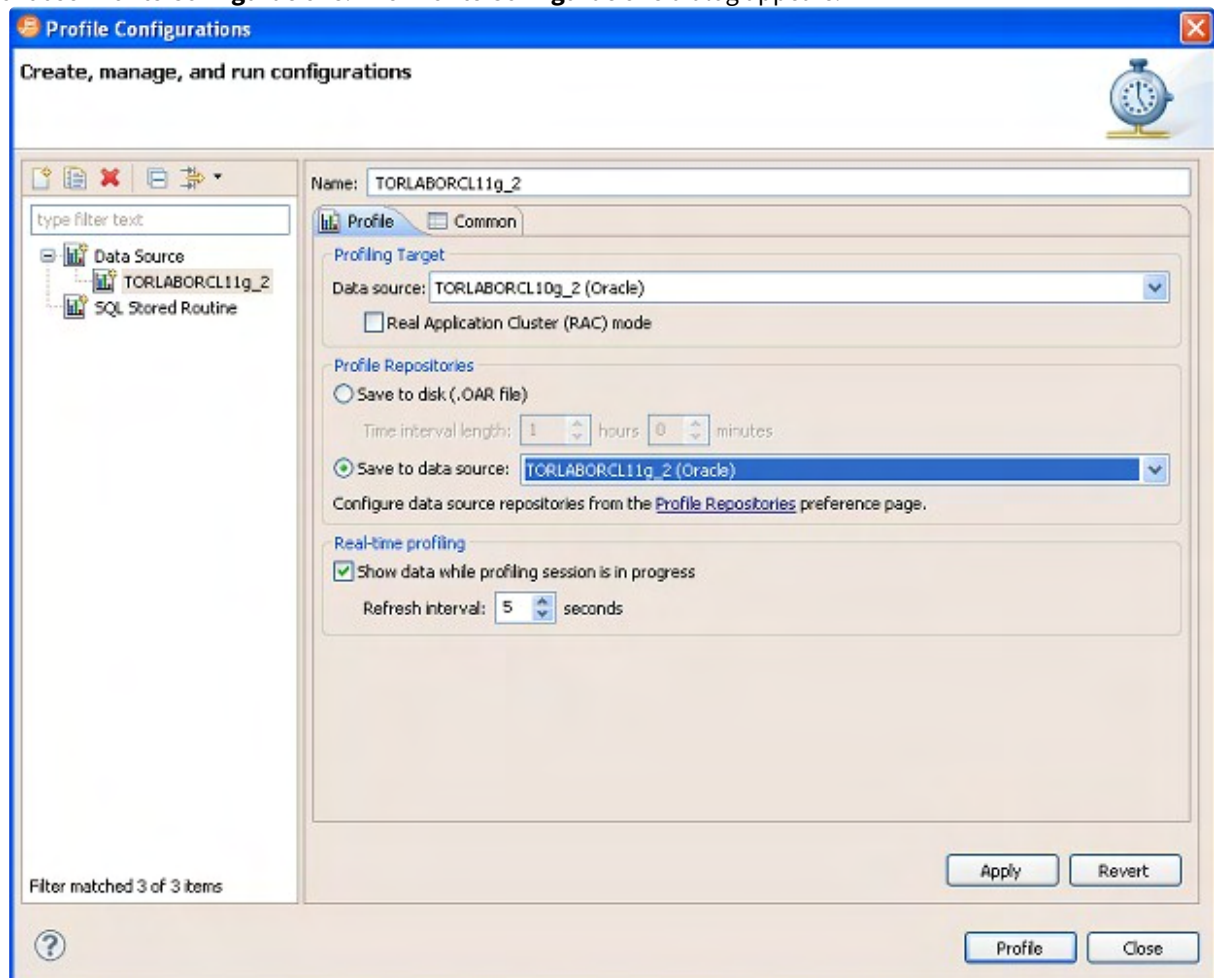 Profile Configurations
Create, manage, and run configurations
type filter text
Data Source
TORLABORCL11g_2
SQL Stored Routine
Filter matched 3 of 3 items
Name: TORLABORCL11g_2
Profile Common
Profiling Target
Data source: TORLABORCL10g_2 (Oracle)
Real Application Cluster (RAC) mode
Profile Repositories
Save to disk (.OAR file)
Time interval length: 1 hours 0 minutes
Save to data source: TORLABORCL11g_2 (Oracle)
Configure data source repositories from the Profile Repositories preference page.
Real-time profiling
Show data while profiling session is in progress
Refresh interval: 5 seconds
Apply Revert
? Profile Close